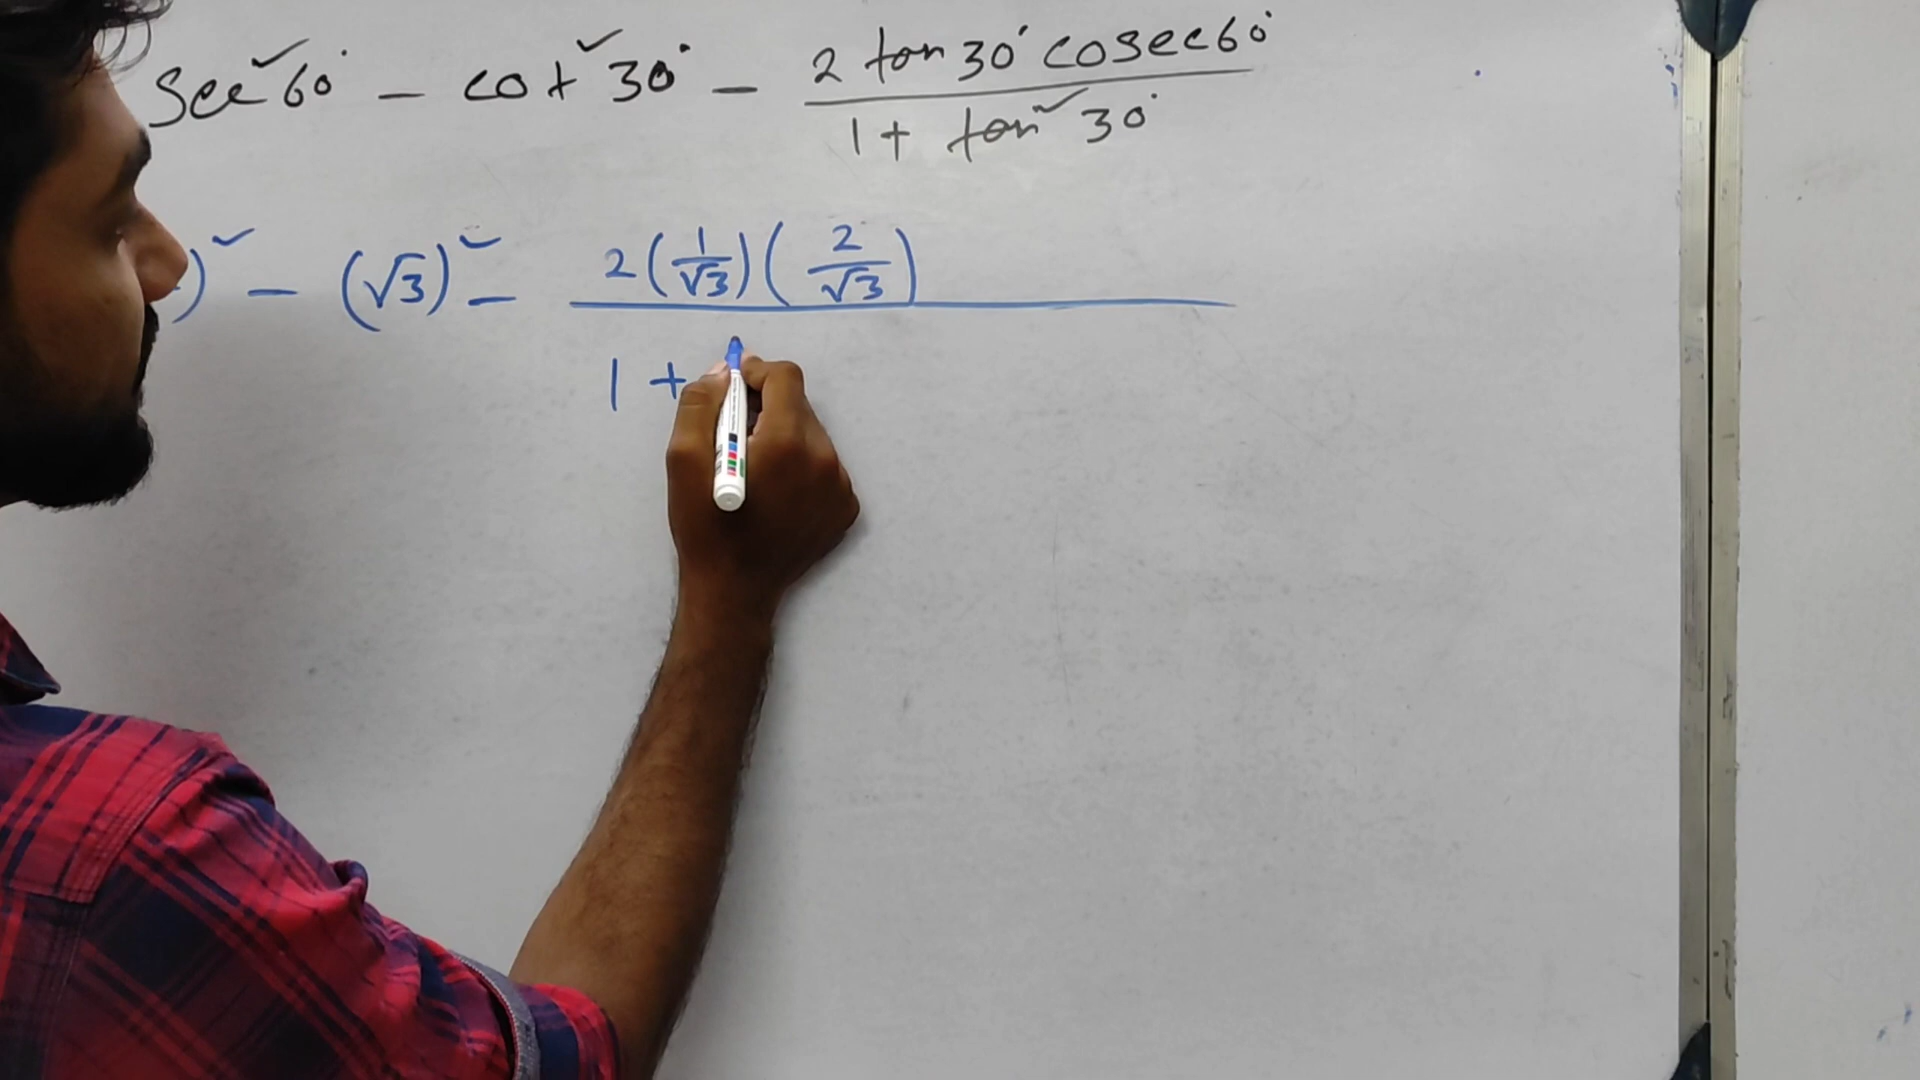 sec²60° - cot²30° - 2 tan 30° cosec 60° / 1 + tan²30°
)² - (√3)² - 2(1/√3)(2/√3) / 1 +